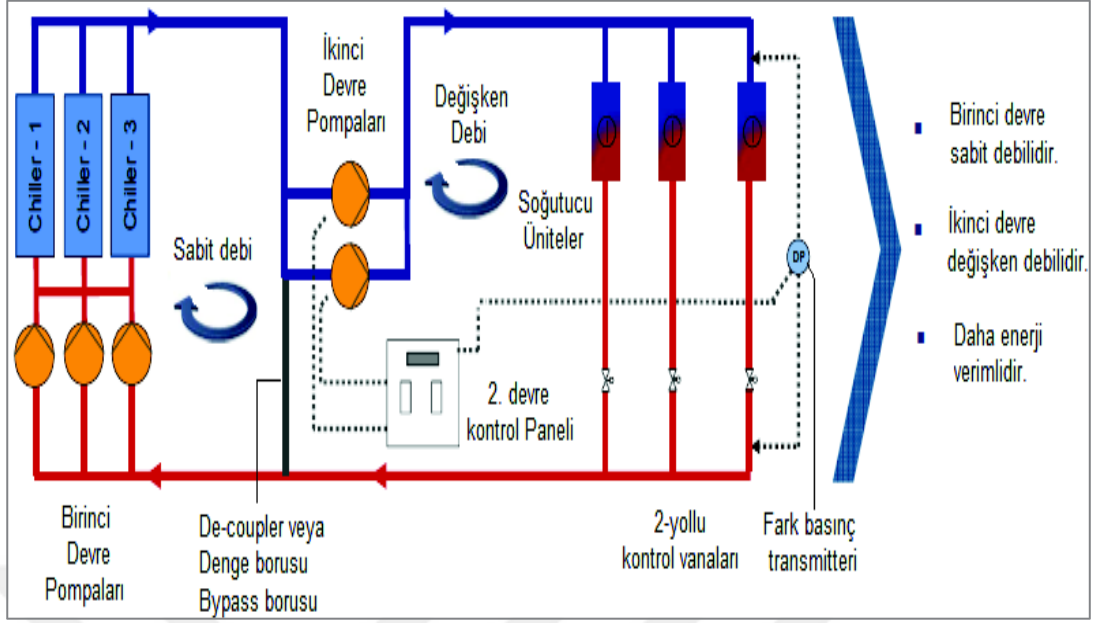 Chiller - 1
Chiller - 2
Chiller - 3
Sabit debi
İkinci
Devre
Pompaları
Değişken
Debi
Soğutucu
Üniteler
DP
2. devre
kontrol Paneli
Birinci
Devre
Pompaları
De-coupler veya
Denge borusu
Bypass borusu
2-yollu
kontrol vanaları
Fark basınç
transmitteri
Birinci devre
sabit debilidir.
İkinci devre
değişken debilidir.
Daha enerji
verimlidir.